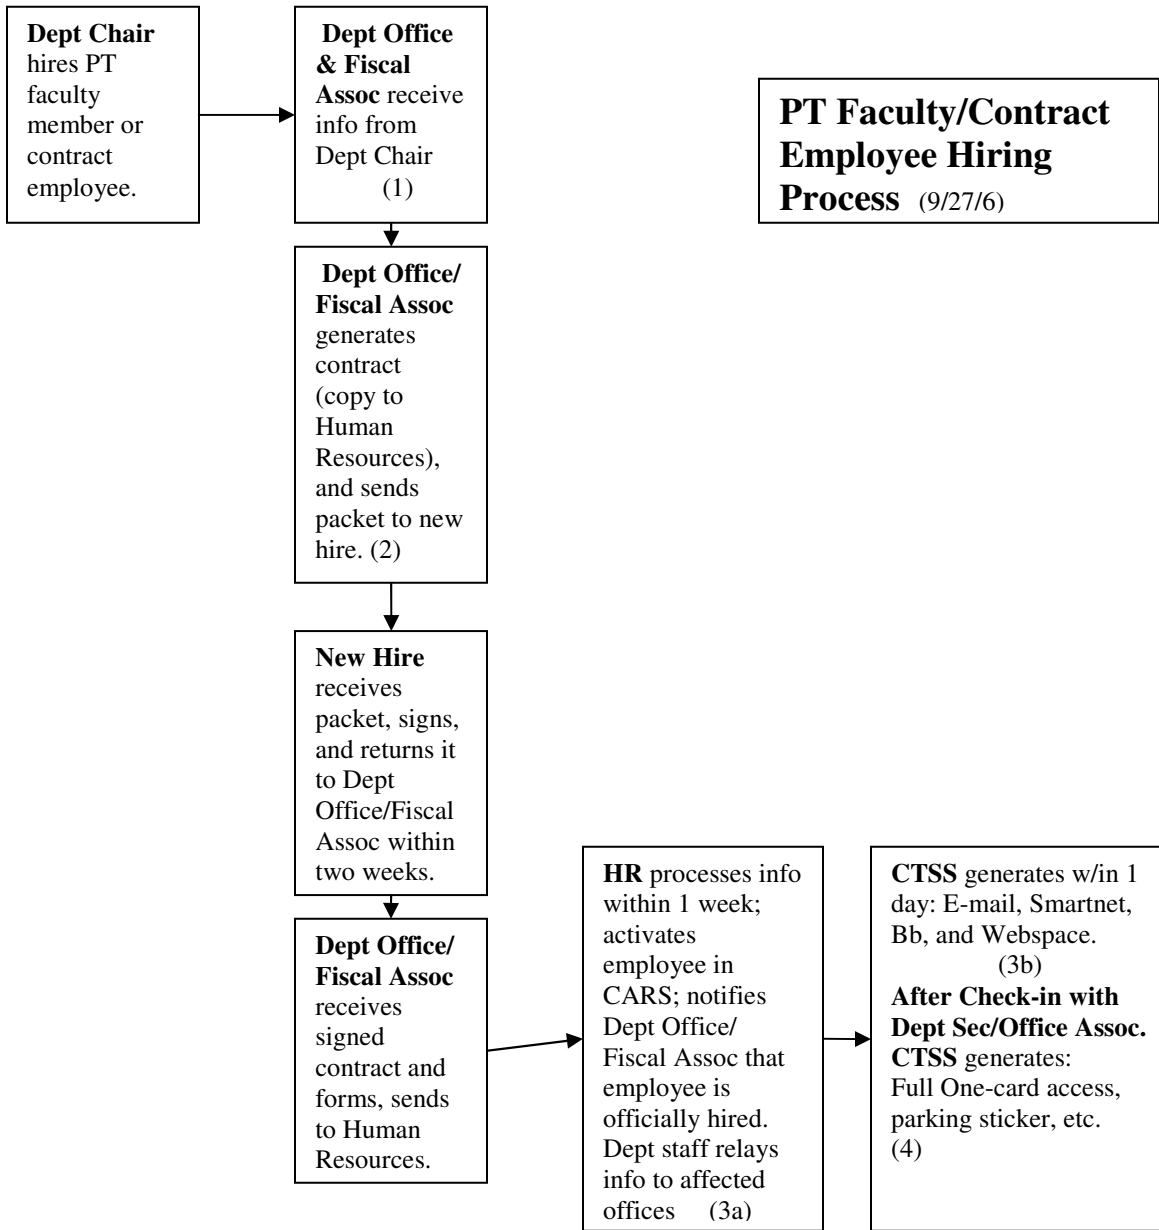 Dept Chair
hires PT
faculty
member or
contract
employee.
Dept Office
& Fiscal
Assoc receive
info from
Dept Chair
(1)
PT Faculty/Contract
Employee Hiring
Process (9/27/6)
Dept Office/
Fiscal Assoc
generates
contract
(copy to
Human
Resources),
and sends
packet to new
hire. (2)
New Hire
receives
packet, signs,
and returns it
to Dept
Office/Fiscal
Assoc within
two weeks.
Dept Office/
Fiscal Assoc
receives
signed
contract and
forms, sends
to Human
Resources.
HR processes info
within 1 week;
activates
employee in
CARS; notifies
Dept Office/
Fiscal Assoc that
employee is
officially hired.
Dept staff relays
info to affected
offices (3a)
CTSS generates w/in 1
day: E-mail, Smartnet,
Bb, and Webspace.
(3b)
After Check-in with
Dept Sec/Office Assoc.
CTSS generates:
Full One-card access,
parking sticker, etc.
(4)